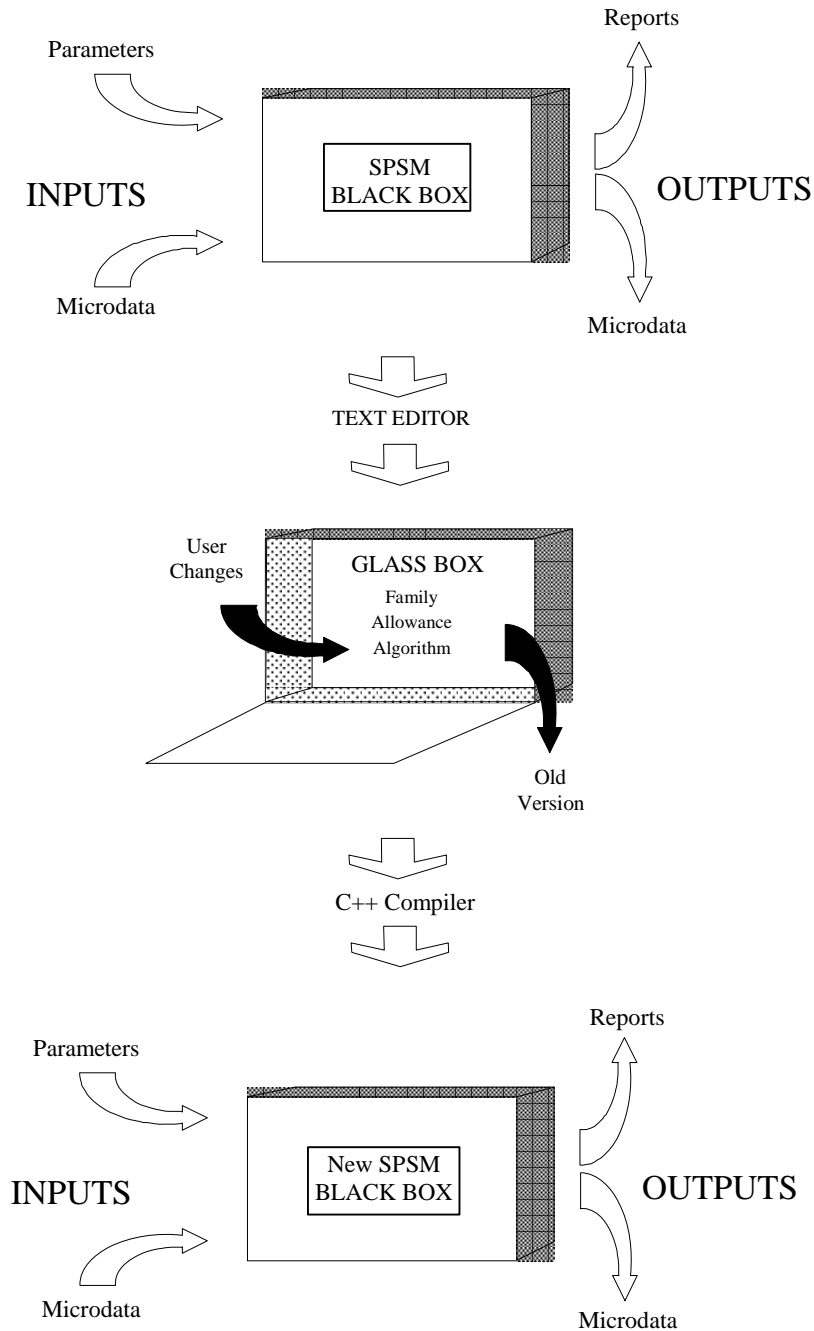 Reports
Parameters
SPSM
BLACK BOX
INPUTS
OUTPUTS
Microdata
Microdata
TEXT EDITOR
User
Changes
GLASS BOX
Family
Allowance
Algorithm
Old
Version
C++ Compiler
Reports
Parameters
New SPSM
BLACK BOX
INPUTS
OUTPUTS
Microdata
Microdata